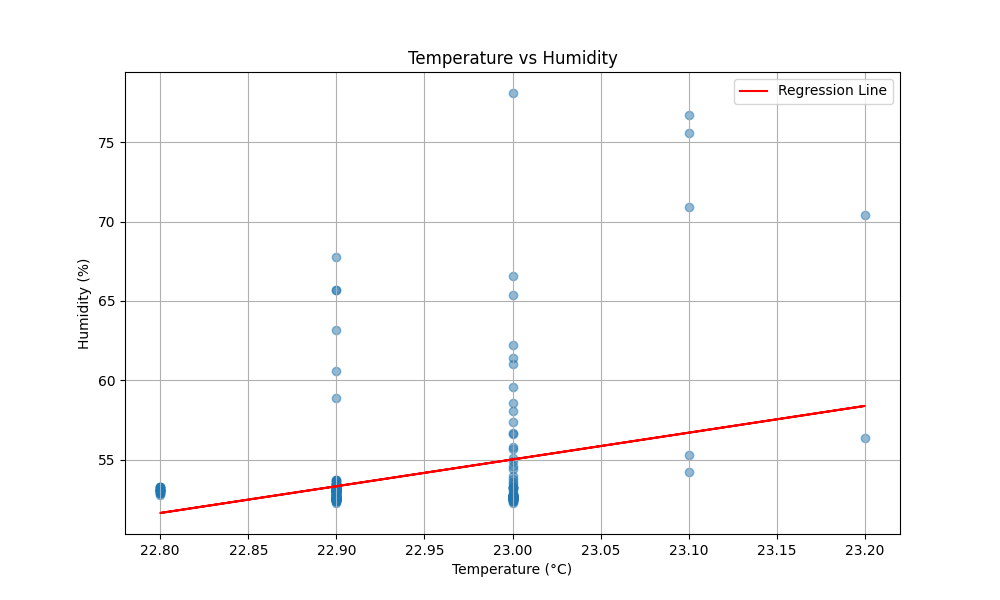 Temperature vs Humidity
Regression Line
75
70
65
60
55
Humidity (%)
22.80 22.85 22.90 22.95 23.00 23.05 23.10 23.15 23.20
Temperature (°C)